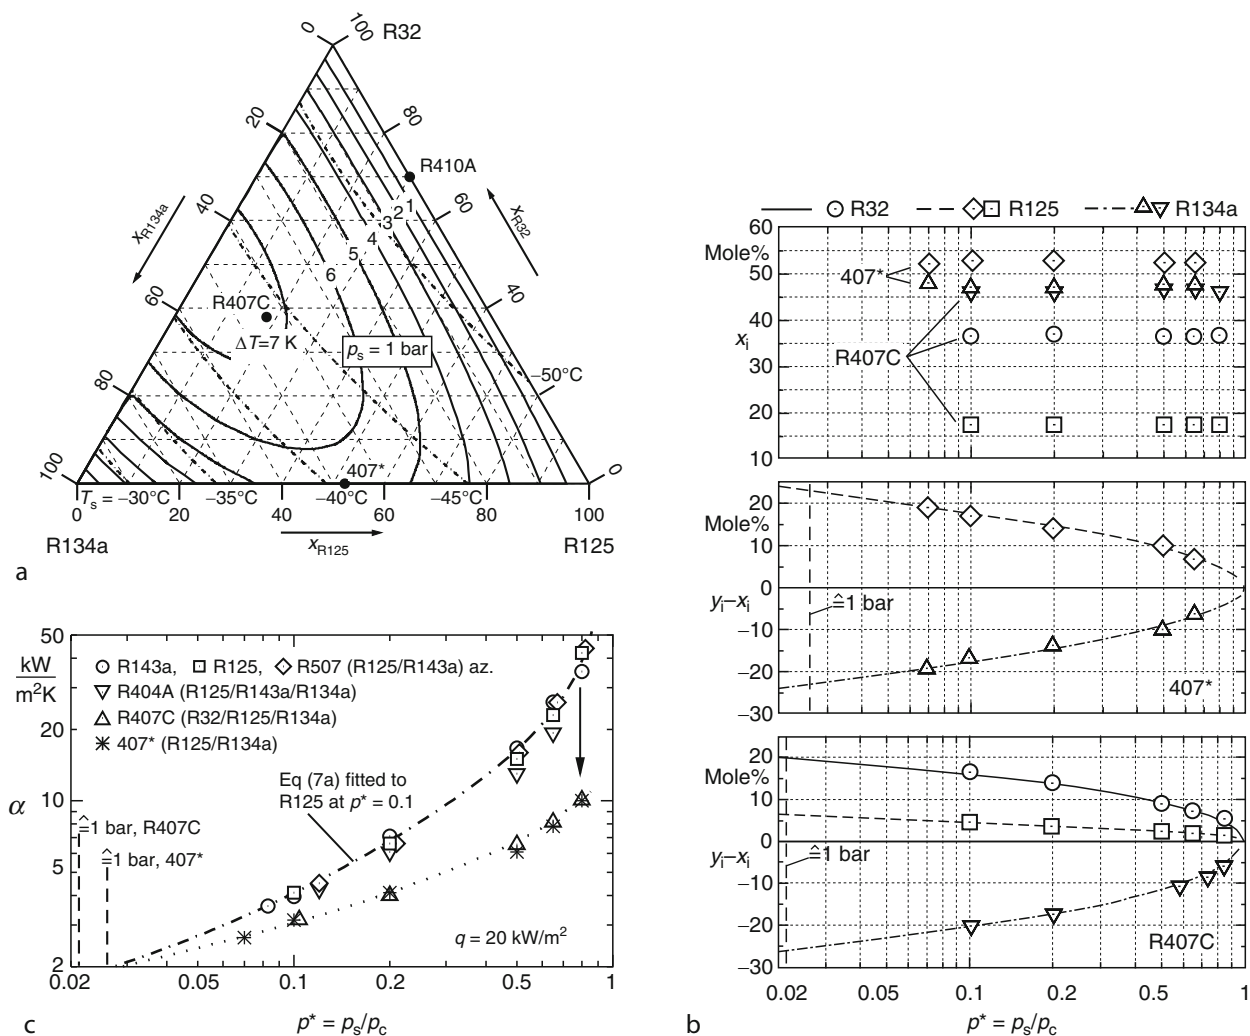 0 100 R32
20 80
R410A
40 60
x_R134a x_R32
1
2
3
4
5
6
R407C
60 40
ΔT=7 K
p_s = 1 bar
80
−50°C
407*
100 0
T_s = −30°C −35°C −40°C −45°C
0 20 40 60 80 100
R134a x_R125 R125
a
R32 R125 R134a
60
Mole%
50
407*
40
x_i
R407C
30
20
10
20
Mole%
10
0
y_i–x_i
≙1 bar
−10
−20
407*
−30
20
Mole%
10
0
y_i–x_i
≙1 bar
−10
−20
R407C
−30
0.02 0.05 0.1 0.2 0.5 1
p* = p_s/p_c
b
50
kW
m²K
R143a, R125, R507 (R125/R143a) az.
R404A (R125/R143a/R134a)
R407C (R32/R125/R134a)
407* (R125/R134a)
20
Eq (7a) fitted to
R125 at p* = 0.1
10
α
≙1 bar, R407C
≙1 bar, 407*
5
q = 20 kW/m²
2
0.02 0.05 0.1 0.2 0.5 1
p* = p_s/p_c
c